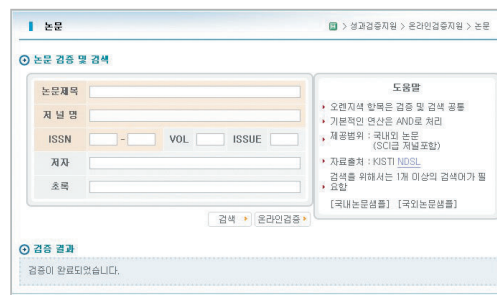 논문
> 성과검증지원 > 온라인검증지원 > 논문
논문 검증 및 검색
논문제목
저 널 명
ISSN - VOL ISSUE
저자
초록
검색 온라인검증
도움말
오렌지색 항목은 검증 및 검색 공통
기본적인 연산은 AND로 처리
제공범위 : 국내외 논문
(SCI급 저널포함)
자료출처 : KISTI NDSL
검색을 위해서는 1개 이상의 검색어가 필
요함
[국내논문샘플] [국외논문샘플]
검증 결과
검증이 완료되었습니다.